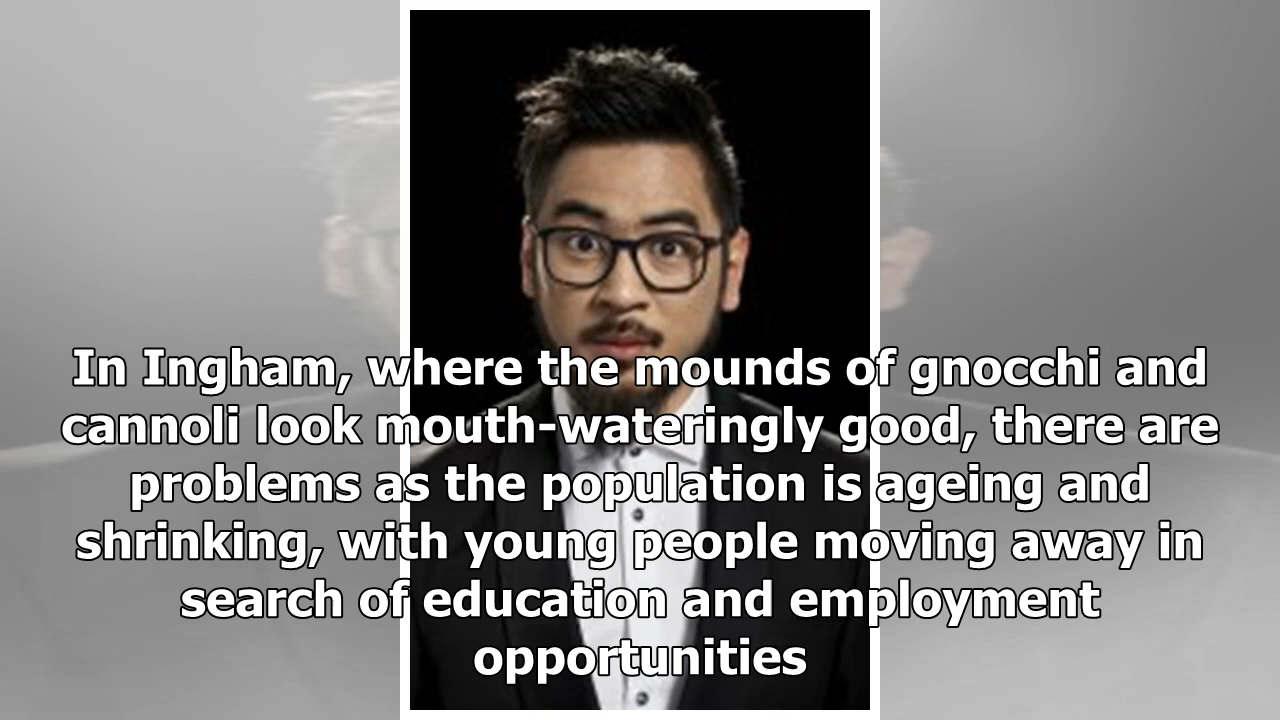 In Ingham, where the mounds of gnocchi and
cannoli look mouth-wateringly good, there are
problems as the population is ageing and
shrinking, with young people moving away in
search of education and employment
opportunities